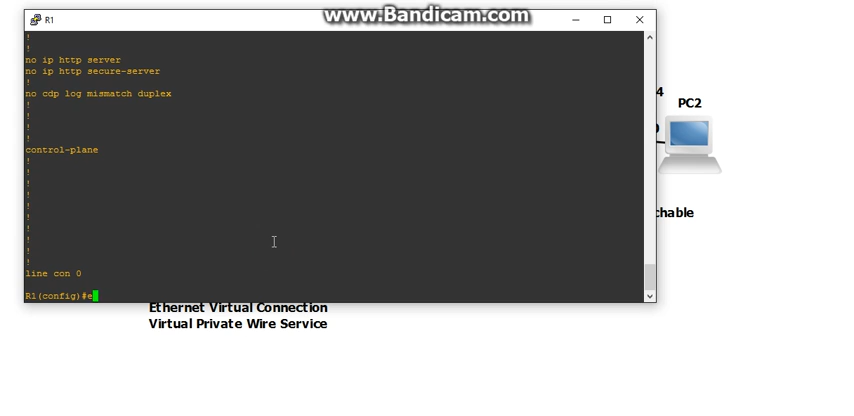 www.Bandicam.com
R1
!
!
no ip http server
no ip http secure-server
!
no cdp log mismatch duplex
!
!
!
!
control-plane
!
!
!
!
!
!
!
!
!
!
line con 0
R1(config)#e
4
PC2
chable
Ethernet Virtual Connection
Virtual Private Wire Service